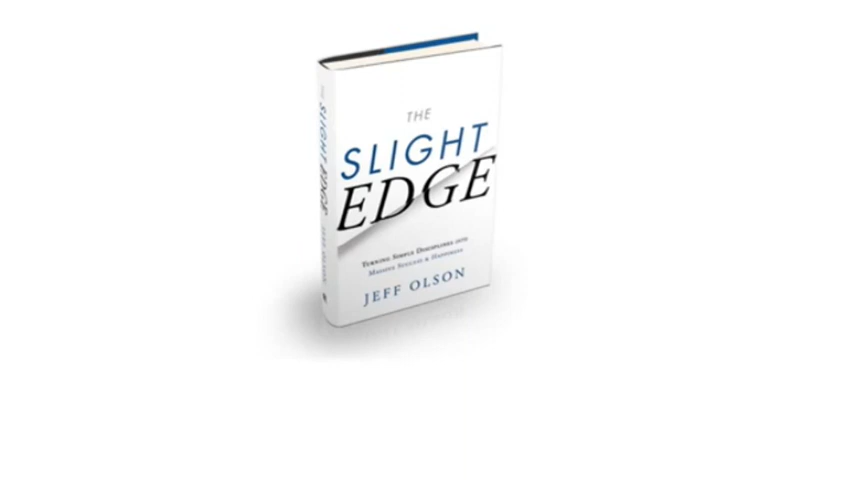 THE
SLIGHT
EDGE
Turning Simple Disciplines into
Massive Success & Happiness
JEFF OLSON
THE SLIGHT EDGE JEFF OLSON